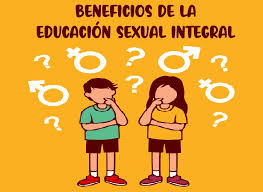 BENEFICIOS DE LA
EDUCACIÓN SEXUAL INTEGRAL
? ?
? ?
?